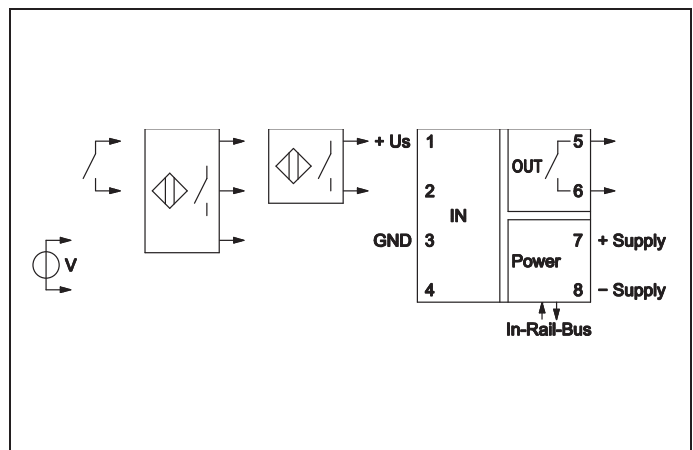 + Us 1
2
GND 3
4
IN
OUT
5
6
Power
7 + Supply
8 − Supply
In-Rail-Bus
V